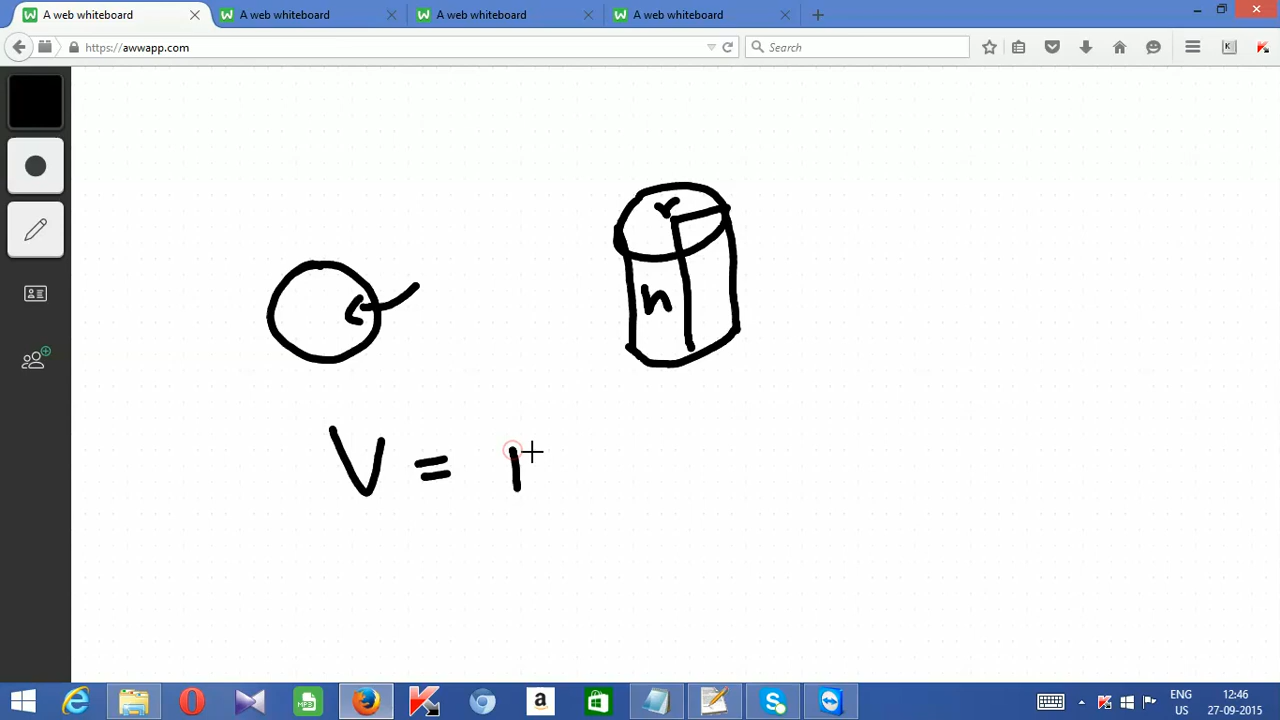 A web whiteboard
A web whiteboard
A web whiteboard
A web whiteboard
https://awwapp.com
Search
K
r
h
V =
MP3
a
ENG
US
12:46
27-09-2015